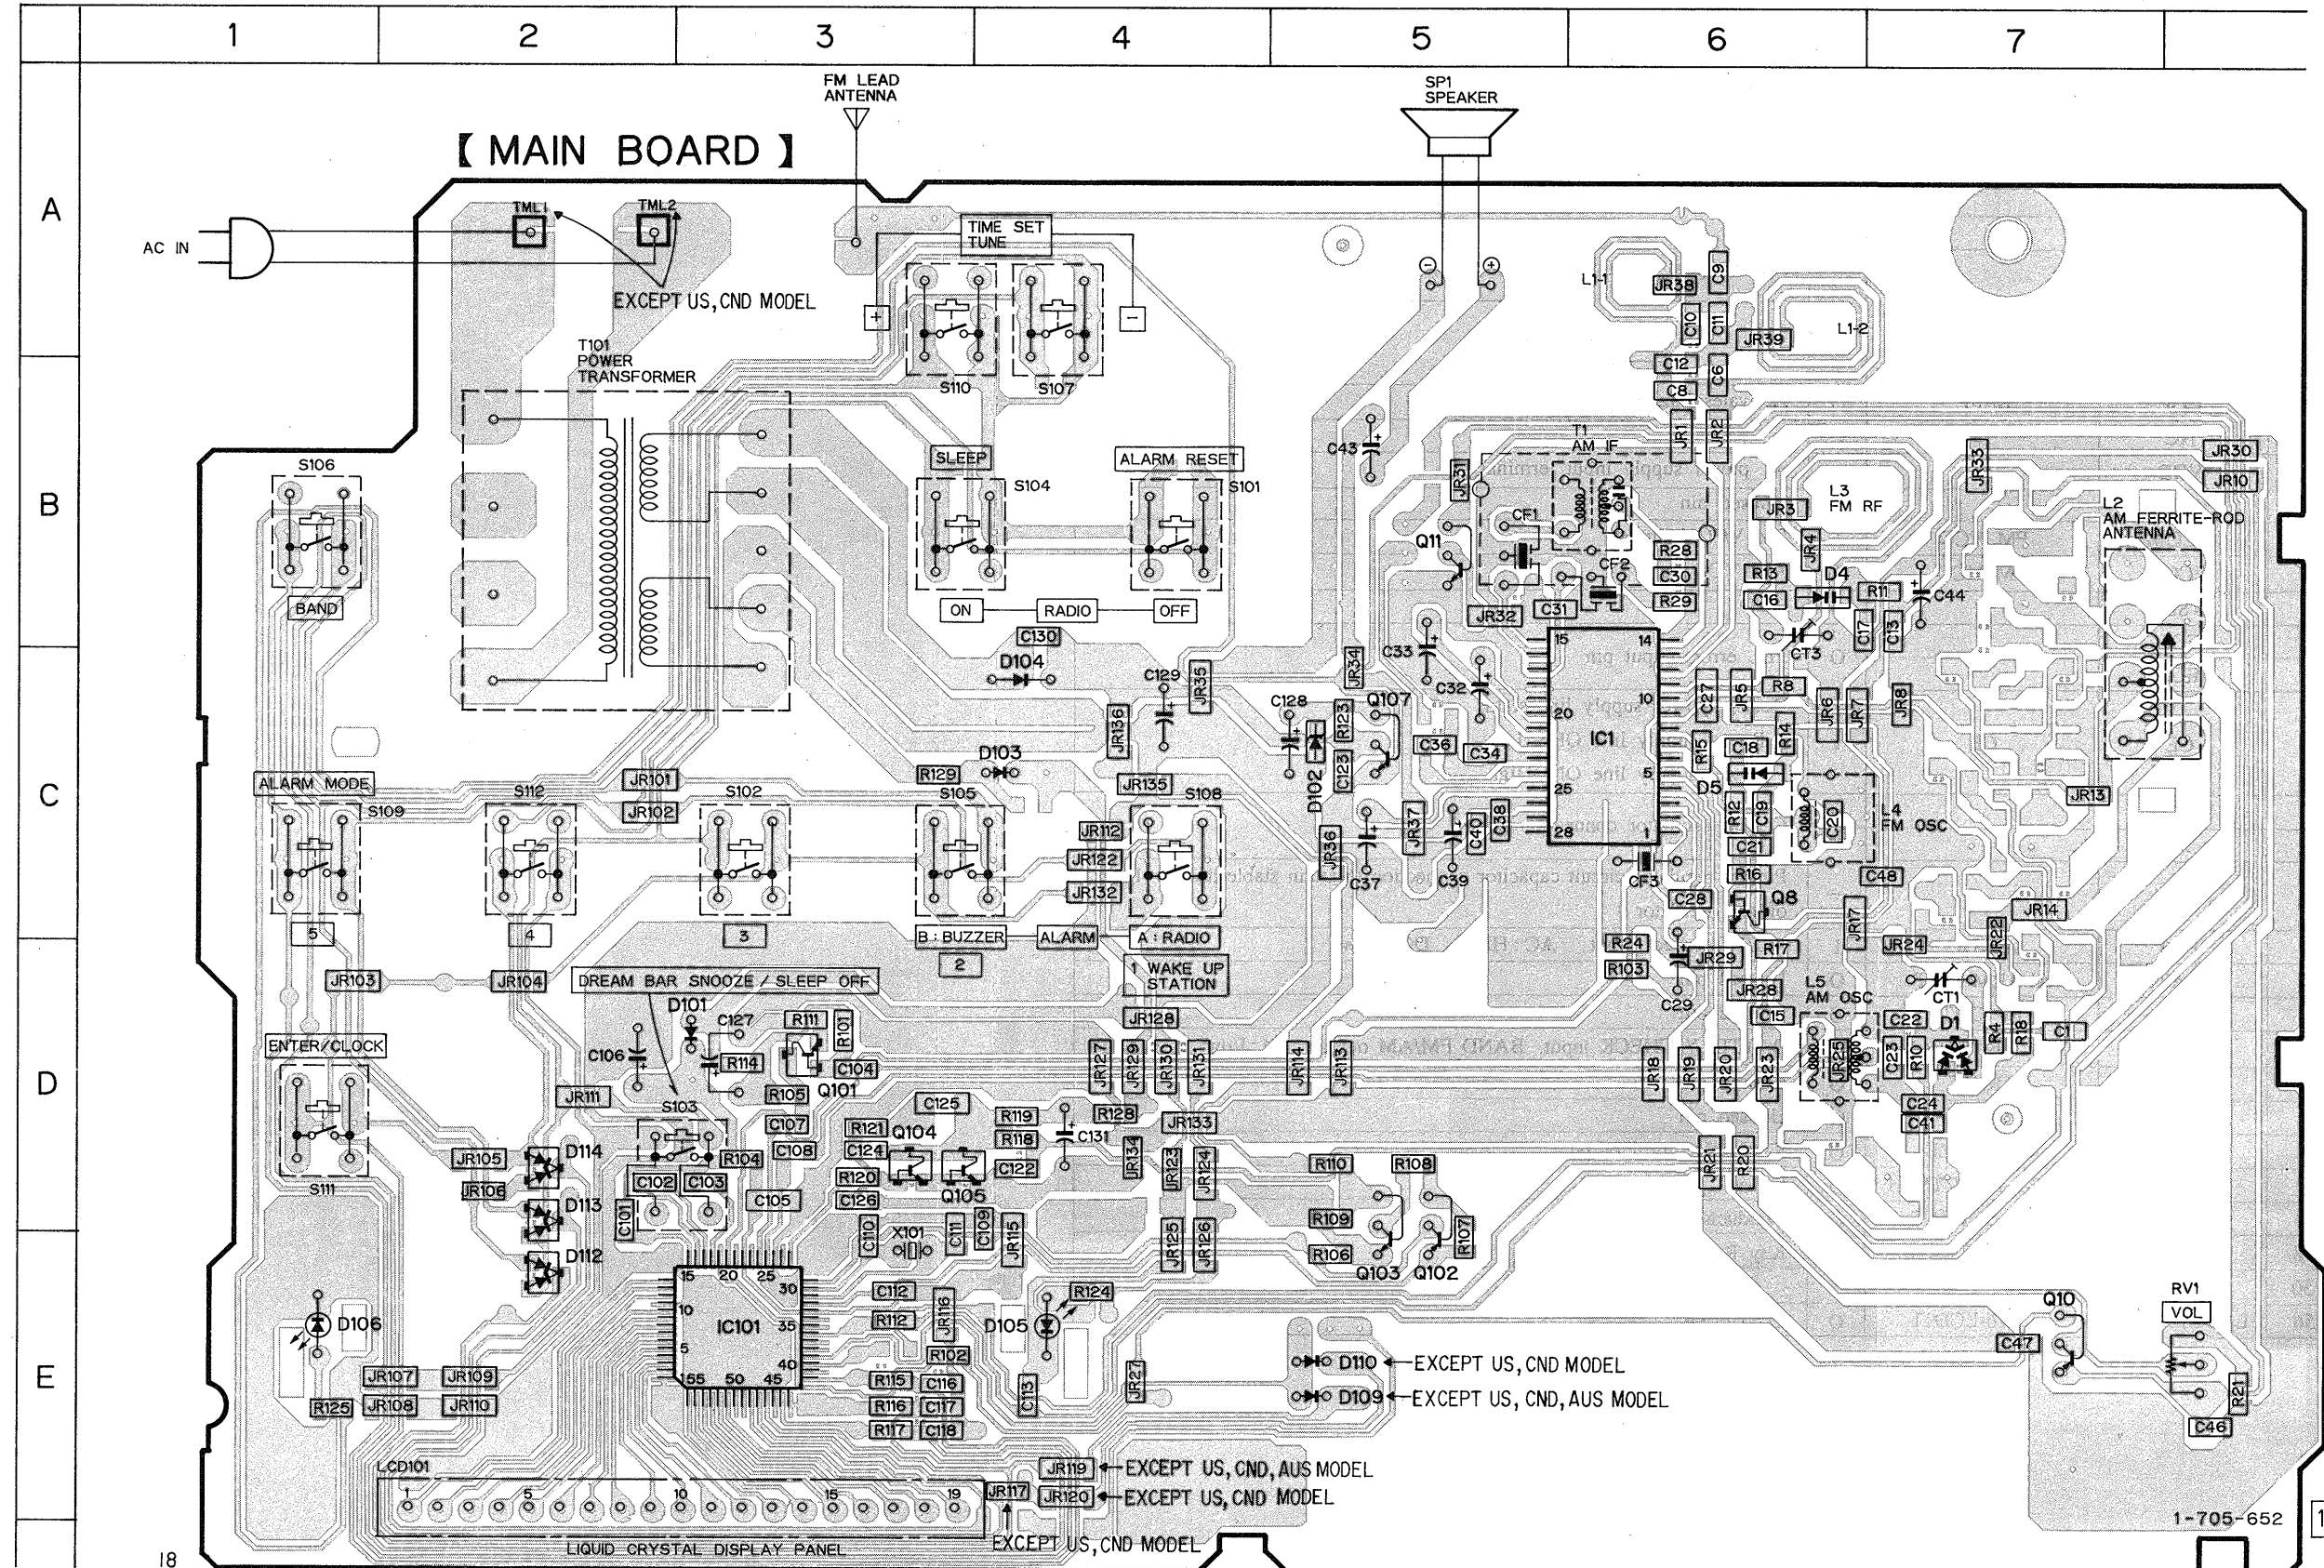 1 2 3 4 5 6 7
FM LEAD
ANTENNA
SP1
SPEAKER
【 MAIN BOARD 】
A
AC IN
TML1 TML2
EXCEPT US, CND MODEL
TIME SET
TUNE
+ −
S110 S107
− +
L1-1
JR38 C9
C10 C11
JR39 L1-2
C12 C6
C8
T101
POWER
TRANSFORMER
B
S106
BAND
SLEEP
S104
ALARM RESET
S101
ON RADIO OFF
C43
JR31
T1
AM IF
JR1 JR2
CF1
Q11
CF2
R28
C30
R29
JR32 C31
L3
FM RF
JR3
JR4
R13 D4
C16
R11
C44
JR33
JR30
JR10
L2
AM FERRITE-ROD
ANTENNA
C17 C13
CT3
C130
D104
C129
JR35
JR136
JR34
C33
C32
C128
R123
Q107
D102
C123
C36
C34
15 14
10
20
IC1
5
25
28 1
C27 JR5
R8
JR6 JR7 JR8
R14
R15
C18
D5
R12 C19
C20
L4
FM OSC
C21
R16
C48
CF3
C28
Q8
JR13
JR14
C
ALARM MODE
S109
S112
JR101
JR102
S102
D103
R129
JR135
S105
S108
JR112
JR122
JR132
JR36
JR37
C37
C40 C38
C39
5
4
3
B : BUZZER ALARM A : RADIO
2
1 WAKE UP
STATION
R24
R103
JR29
R17
JR17
JR24
JR22
C29
JR28
C15
L5
AM OSC
CT1
C22
D1
R4 R18
C1
JR103
JR104
DREAM BAR SNOOZE / SLEEP OFF
D101
C127
R111
R101
JR128
D
ENTER/CLOCK
S111
C106
R114
C104
Q101
R105
JR111
S103
C107
C108
R104
C125
R121
Q104
C124
R120
C126
Q105
R119
R118
C122
C131
R128
JR127 JR129 JR130 JR131
JR114 JR113
JR133
JR134
JR123 JR124
JR18 JR19 JR20 JR23
JR25
C23 R10
C24
C41
JR21 R20
JR105
D114
JR106
D113
D112
C102 C103
C101
C105
C110
X101
C111 C109
JR115
JR125 JR126
R110 R108
R109
R107
R106
Q103 Q102
E
15 20 25 30
10
IC101 35
5
40
1 55 50 45
C112
R112
JR116
R102
R115
C116
R116
C117
R117
C118
D105
R124
C113
JR27
D110 EXCEPT US, CND MODEL
D109 EXCEPT US, CND, AUS MODEL
D106
R125
JR107 JR109
JR108 JR110
Q10
C47
RV1
VOL
R21
C46
LCD101
1 5 10 15 19
JR117
JR119 EXCEPT US, CND, AUS MODEL
JR120 EXCEPT US, CND MODEL
EXCEPT US, CND MODEL
LIQUID CRYSTAL DISPLAY PANEL
1-705-652
18